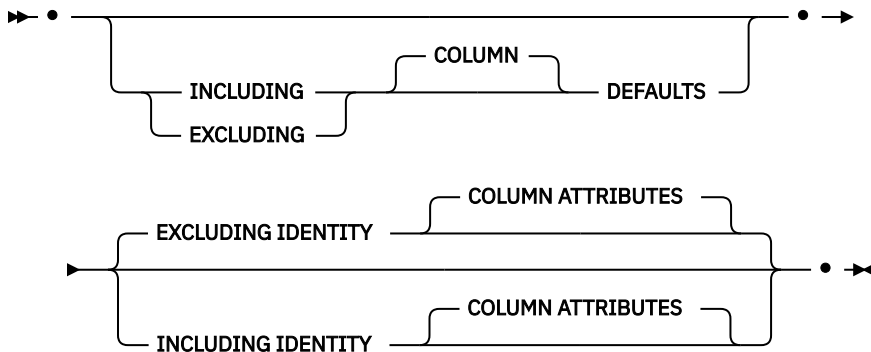 COLUMN
INCLUDING DEFAULTS
EXCLUDING
COLUMN ATTRIBUTES
EXCLUDING IDENTITY
COLUMN ATTRIBUTES
INCLUDING IDENTITY